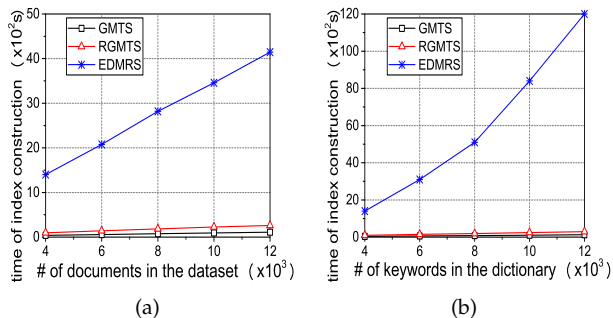 time of index construction (x10²s)
50
40
30
20
10
0
GMTS
RGMTS
EDMRS
4 6 8 10 12
# of documents in the dataset (x10³)
(a)
time of index construction (x10²s)
120
100
80
60
40
20
0
GMTS
RGMTS
EDMRS
4 6 8 10 12
# of keywords in the dictionary (x10³)
(b)